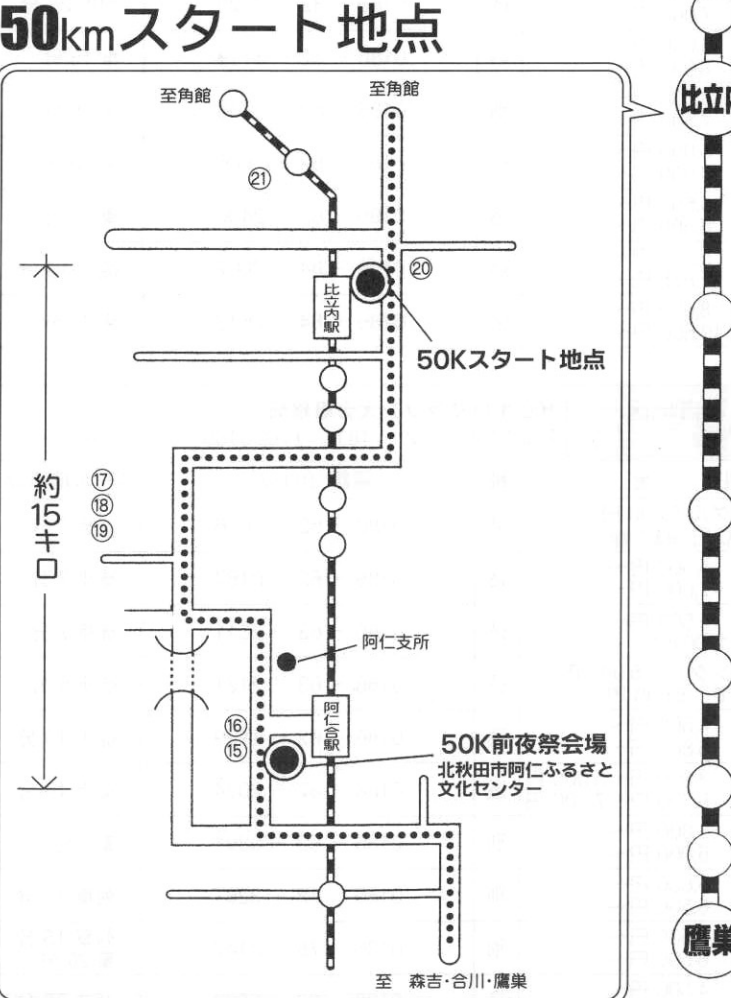 50kmスタート地点
至角館
至角館
㉑
⑳
比立内駅
50Kスタート地点
約15キロ
⑰
⑱
⑲
阿仁支所
阿仁合駅
⑯
⑮
50K前夜祭会場
北秋田市阿仁ふるさと
文化センター
至 森吉・合川・鷹巣
比立内
鷹巣